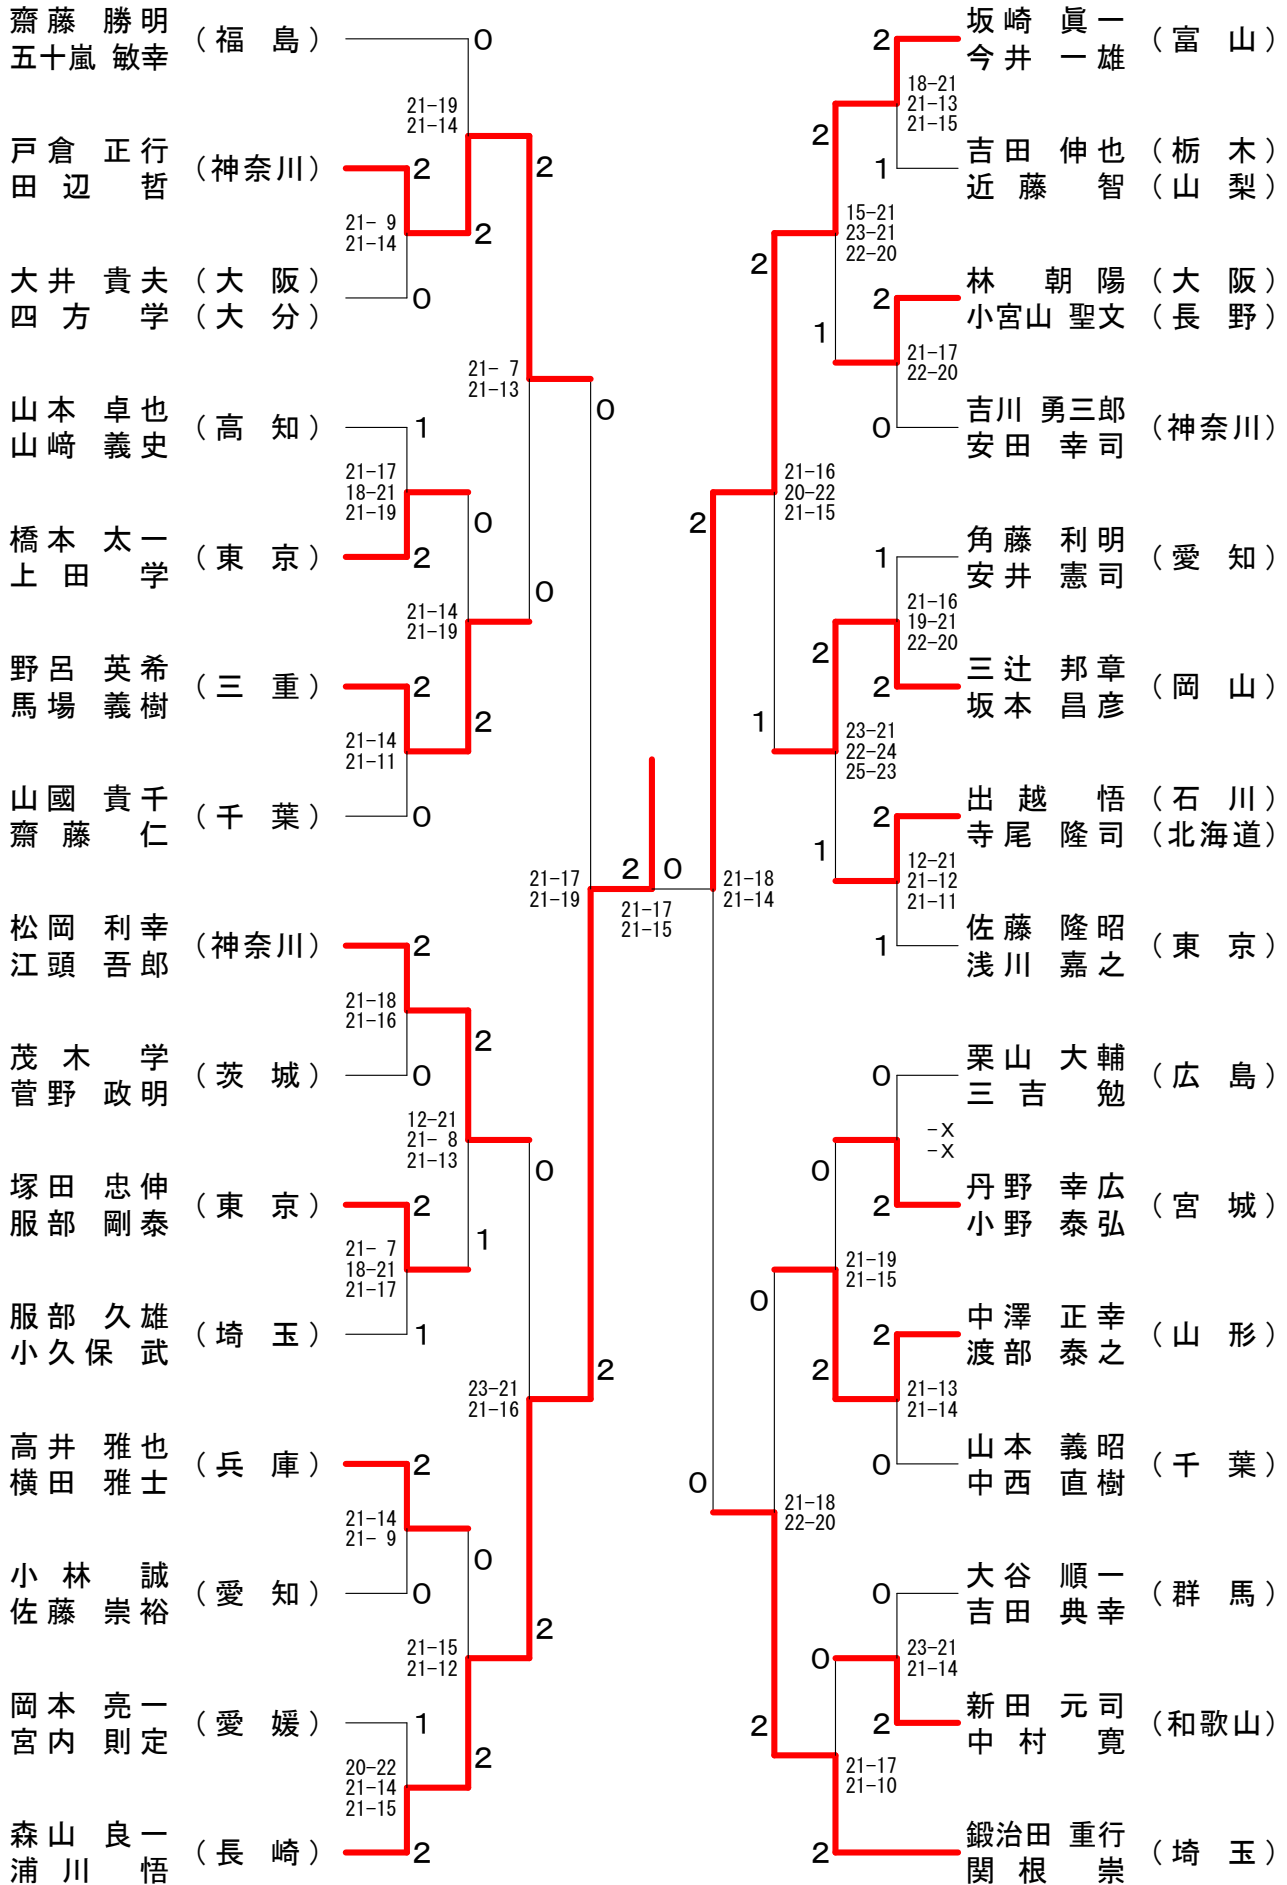 齋藤 勝明
五十嵐 敏幸
(福 島)
0
21-19
21-14
戸倉 正行
田辺 哲
(神奈川)
2
2
21- 9
21-14
2
大井 貴夫
四方 学
(大 阪)
(大 分)
0
21- 7
21-13
0
山本 卓也
山﨑 義史
(高 知)
1
21-17
18-21
21-19
0
橋本 太一
上田 学
(東 京)
2
0
21-14
21-19
野呂 英希
馬場 義樹
(三 重)
2
2
21-14
21-11
山國 貴千
齋藤 仁
(千 葉)
0
21-17
21-19
2
0
21-17
21-15
松岡 利幸
江頭 吾郎
(神奈川)
2
21-18
21-16
2
茂木 学
菅野 政明
(茨 城)
0
12-21
21- 8
21-13
0
塚田 忠伸
服部 剛泰
(東 京)
2
1
21- 7
18-21
21-17
服部 久雄
小久保 武
(埼 玉)
1
2
23-21
21-16
高井 雅也
横田 雅士
(兵 庫)
2
21-14
21- 9
0
小林 誠
佐藤 崇裕
(愛 知)
0
2
21-15
21-12
岡本 亮一
宮内 則定
(愛 媛)
1
2
20-22
21-14
21-15
森山 良一
浦川 悟
(長 崎)
2
2
坂崎 眞一
今井 一雄
(富 山)
18-21
21-13
21-15
2
1
吉田 伸也
近藤 智
(栃 木)
(山 梨)
15-21
23-21
22-20
2
2
林 朝陽
小宮山 聖文
(大 阪)
(長 野)
1
21-17
22-20
0
吉川 勇三郎
安田 幸司
(神奈川)
21-16
20-22
21-15
2
1
角藤 利明
安井 憲司
(愛 知)
21-16
19-21
22-20
2
2
三辻 邦章
坂本 昌彦
(岡 山)
1
23-21
22-24
25-23
2
出越 悟
寺尾 隆司
(石 川)
(北海道)
1
12-21
21-12
21-11
21-18
21-14
1
佐藤 隆昭
浅川 嘉之
(東 京)
0
栗山 大輔
三吉 勉
(広 島)
-X
-X
0
2
丹野 幸広
小野 泰弘
(宮 城)
21-19
21-15
0
2
中澤 正幸
渡部 泰之
(山 形)
2
21-13
21-14
0
山本 義昭
中西 直樹
(千 葉)
0
21-18
22-20
0
大谷 順一
吉田 典幸
(群 馬)
0
23-21
21-14
2
2
新田 元司
中村 寛
(和歌山)
21-17
21-10
2
鍛治田 重行
関根 崇
(埼 玉)